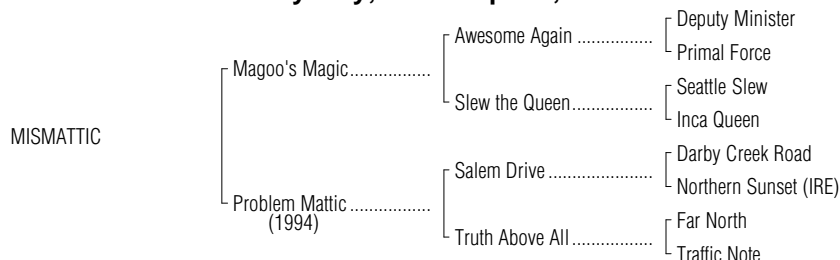 Deputy Minister
Awesome Again
Primal Force
Magoo's Magic
Seattle Slew
Slew the Queen
Inca Queen
MISMATTIC
Darby Creek Road
Salem Drive
Northern Sunset (IRE)
Problem Mattic
(1994)
Far North
Truth Above All
Traffic Note